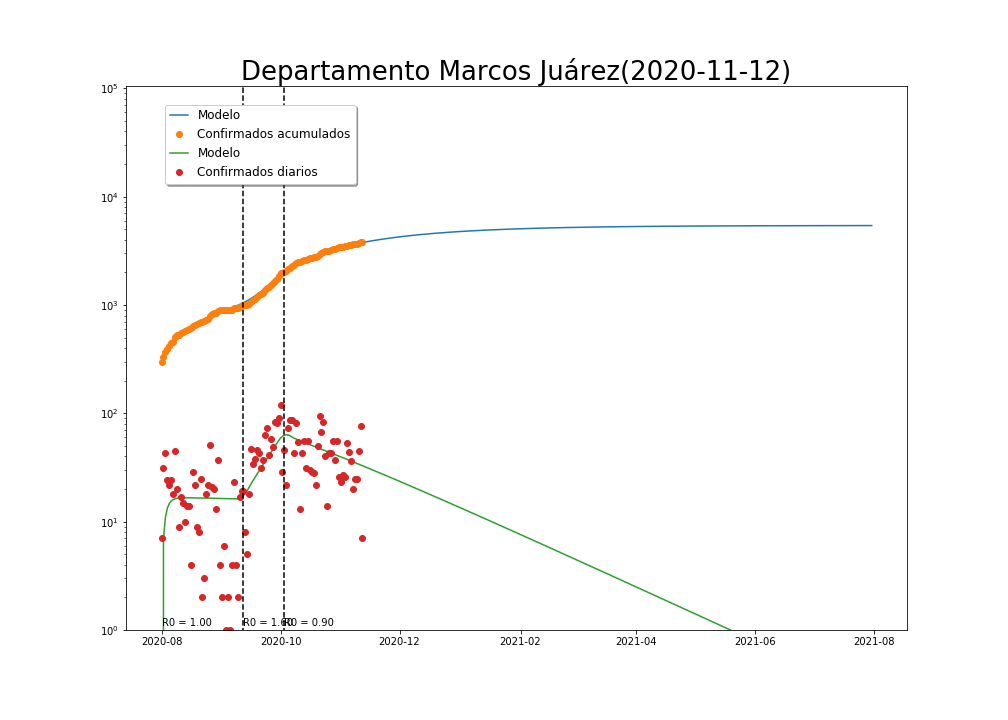 Departamento Marcos Juárez(2020-11-12)
Modelo
Confirmados acumulados
Modelo
Confirmados diarios
10^5
10^4
10^3
10^2
10^1
10^0
R0 = 1.00
R0 = 1.60
R0 = 0.90
2020-08
2020-10
2020-12
2021-02
2021-04
2021-06
2021-08